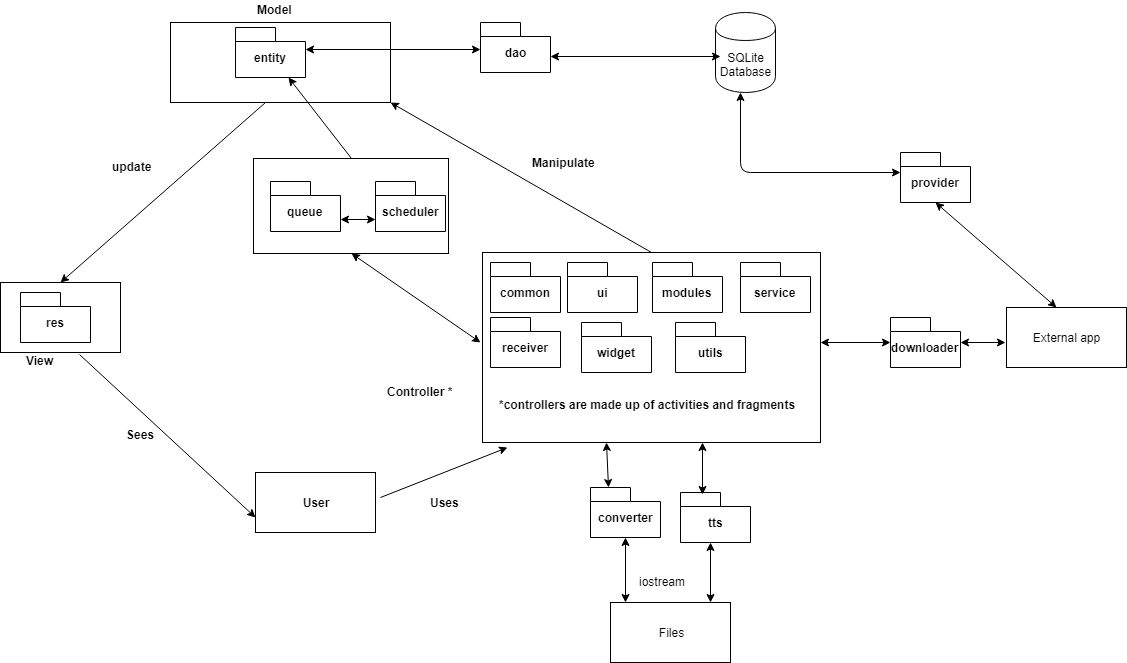 Model
entity
dao
SQLite
Database
update
Manipulate
provider
queue
scheduler
common
ui
modules
service
res
receiver
widget
utils
downloader
External app
View
Controller *
*controllers are made up of activities and fragments
Sees
User
Uses
converter
tts
iostream
Files